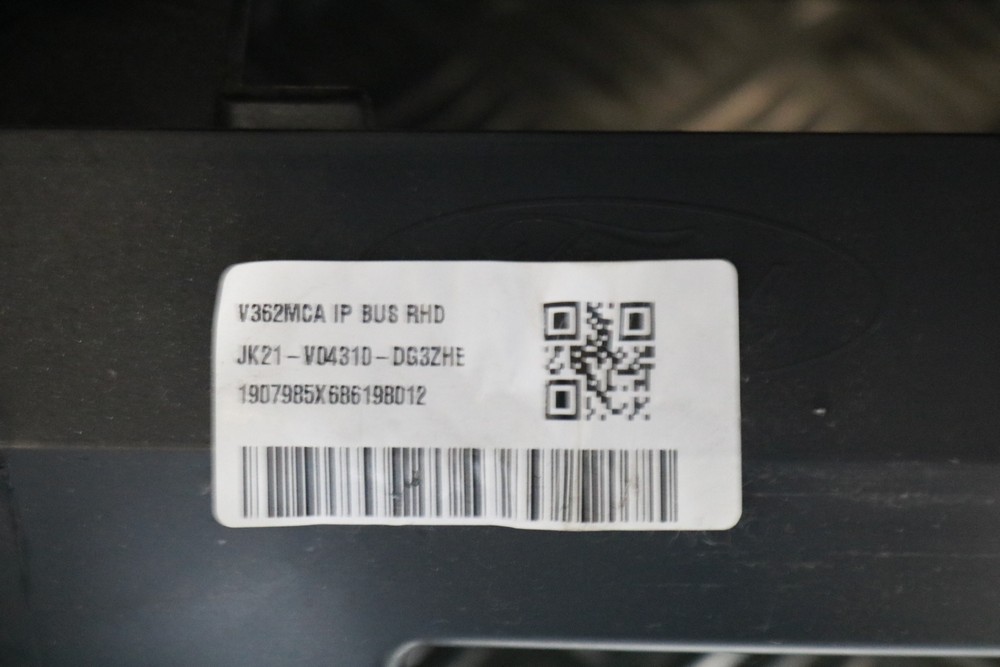 V362MCA IP BUS RHD
JK21-V04310-DG3ZHE
1907985X686198012